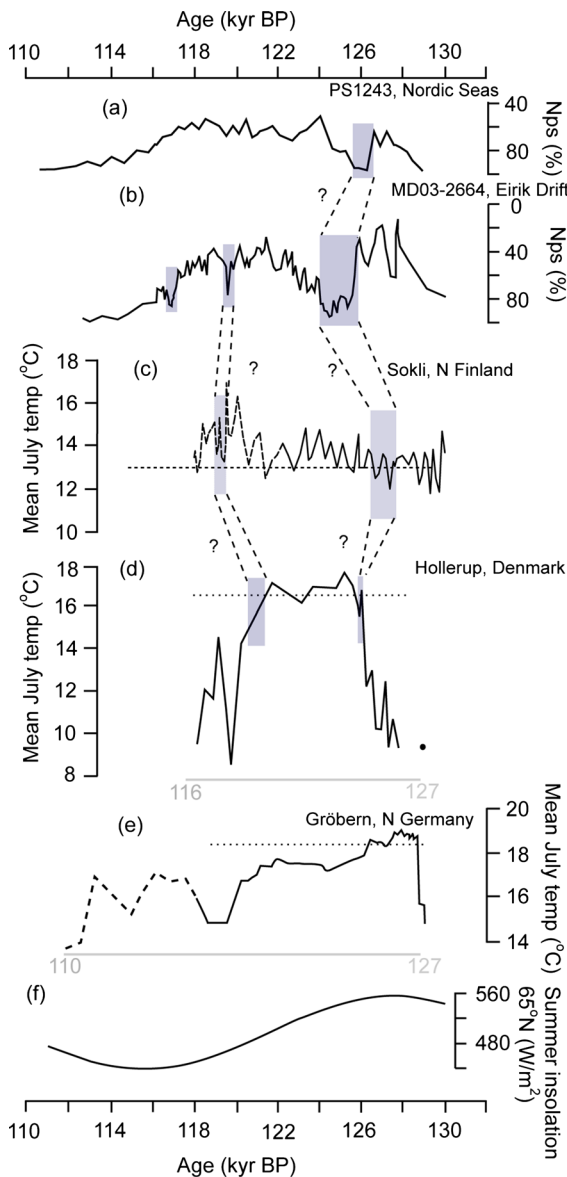 Age (kyr BP)
110 114 118 122 126 130
PS1243, Nordic Seas
(a)
40
80
Nps (%)
(b)
?
MD03-2664, Eirik Drift
0
40
80
Nps (%)
18
16
14
12
10
Mean July temp (°C)
(c)
?
?
Sokli, N Finland
?
?
18
16
14
12
10
8
Mean July temp (°C)
(d)
Hollerup, Denmark
116
127
(e)
Gröbern, N Germany
20
18
16
14
Mean July temp (°C)
110
127
(f)
560
480
Summer insolation
65°N (W/m²)
110 114 118 122 126 130
Age (kyr BP)